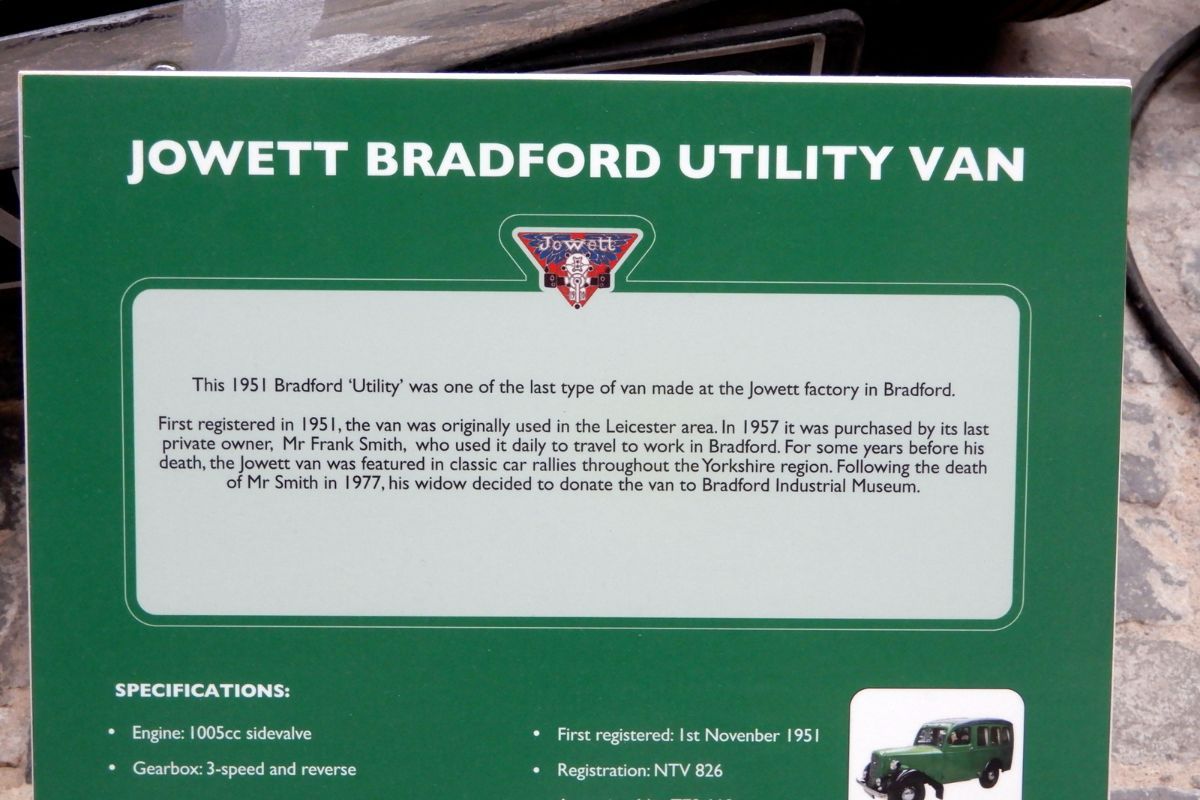 JOWETT BRADFORD UTILITY VAN
Jowett
This 1951 Bradford ‘Utility’ was one of the last type of van made at the Jowett factory in Bradford.
First registered in 1951, the van was originally used in the Leicester area. In 1957 it was purchased by its last
private owner, Mr Frank Smith, who used it daily to travel to work in Bradford. For some years before his
death, the Jowett van was featured in classic car rallies throughout the Yorkshire region. Following the death
of Mr Smith in 1977, his widow decided to donate the van to Bradford Industrial Museum.
SPECIFICATIONS:
• Engine: 1005cc sidevalve
• Gearbox: 3-speed and reverse
• First registered: 1st Novenber 1951
• Registration: NTV 826